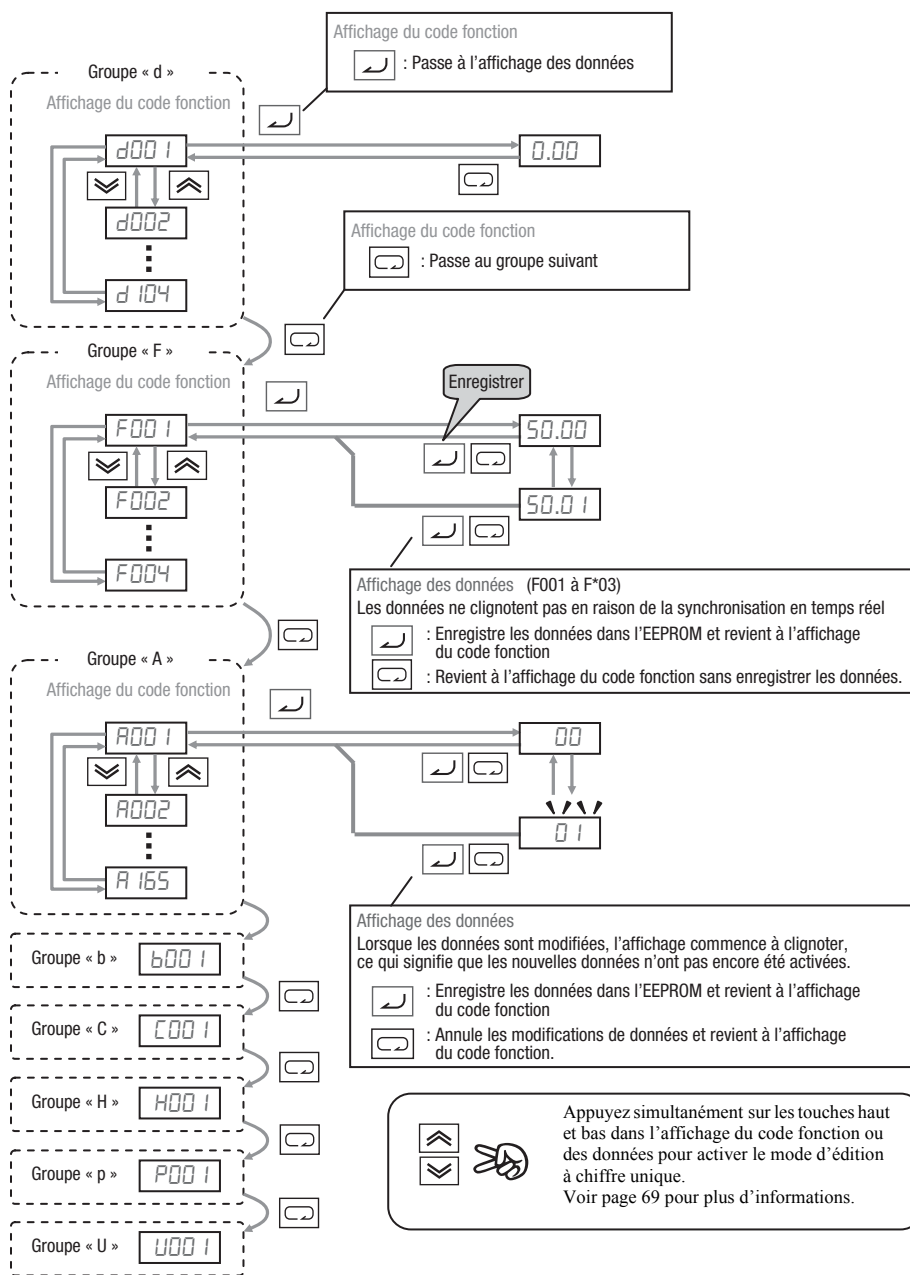 Affichage du code fonction
: Passe à l'affichage des données
Groupe « d »
Affichage du code fonction
d001
0.00
d002
Affichage du code fonction
: Passe au groupe suivant
d104
Groupe « F »
Affichage du code fonction
Enregistrer
F001
50.00
F002
50.01
F004
Affichage des données (F001 à F*03)
Les données ne clignotent pas en raison de la synchronisation en temps réel
: Enregistre les données dans l'EEPROM et revient à l'affichage
du code fonction
: Revient à l'affichage du code fonction sans enregistrer les données.
Groupe « A »
Affichage du code fonction
A001
00
A002
01
A165
Affichage des données
Lorsque les données sont modifiées, l'affichage commence à clignoter,
ce qui signifie que les nouvelles données n'ont pas encore été activées.
: Enregistre les données dans l'EEPROM et revient à l'affichage
du code fonction
: Annule les modifications de données et revient à l'affichage
du code fonction.
Groupe « b » b001
Groupe « C » C001
Groupe « H » H001
Groupe « p » P001
Groupe « U » U001
Appuyez simultanément sur les touches haut
et bas dans l'affichage du code fonction ou
des données pour activer le mode d'édition
à chiffre unique.
Voir page 69 pour plus d'informations.